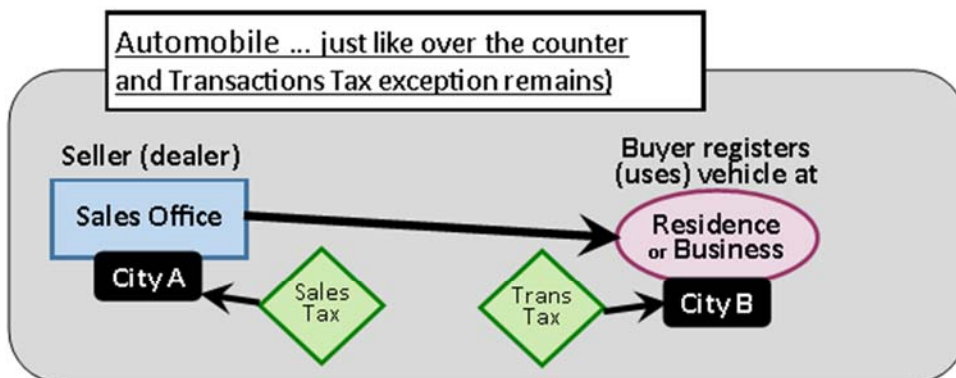 Automobile ... just like over the counter
and Transactions Tax exception remains)
Seller (dealer)
Sales Office
City A
Sales
Tax
Trans
Tax
Buyer registers
(uses) vehicle at
Residence
or Business
City B